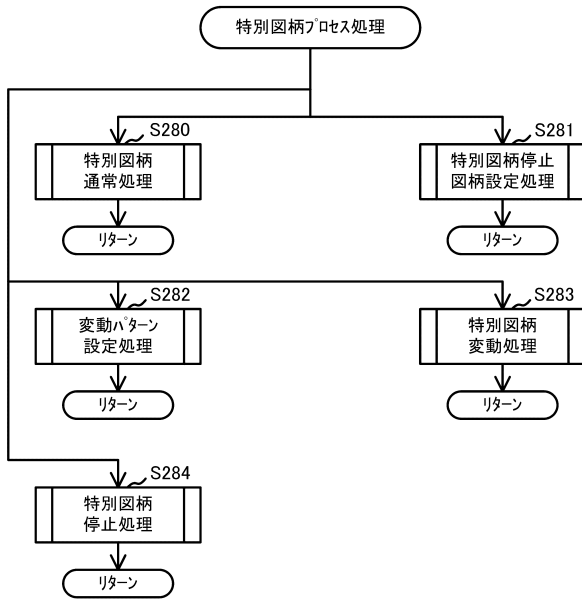 特別図柄プロセス処理
S280
特別図柄
通常処理
リターン
S281
特別図柄停止
図柄設定処理
リターン
S282
変動パターン
設定処理
リターン
S283
特別図柄
変動処理
リターン
S284
特別図柄
停止処理
リターン